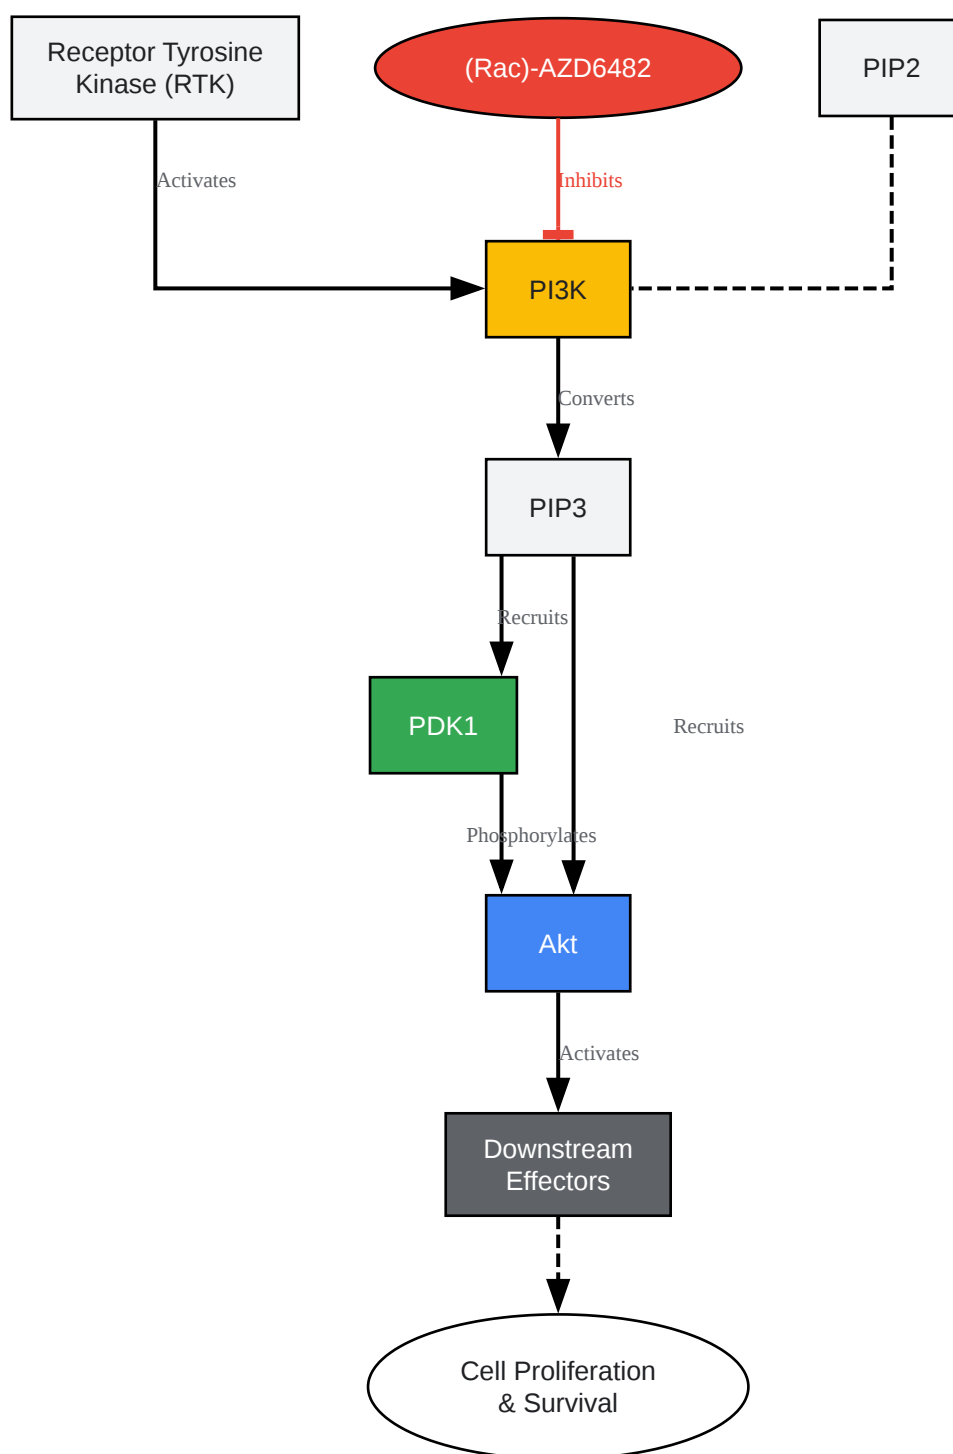 Receptor Tyrosine
Kinase (RTK)
(Rac)-AZD6482
PIP2
Activates
Inhibits
PI3K
Converts
PIP3
Recruits
PDK1
Recruits
Phosphorylates
Akt
Activates
Downstream
Effectors
Cell Proliferation
& Survival